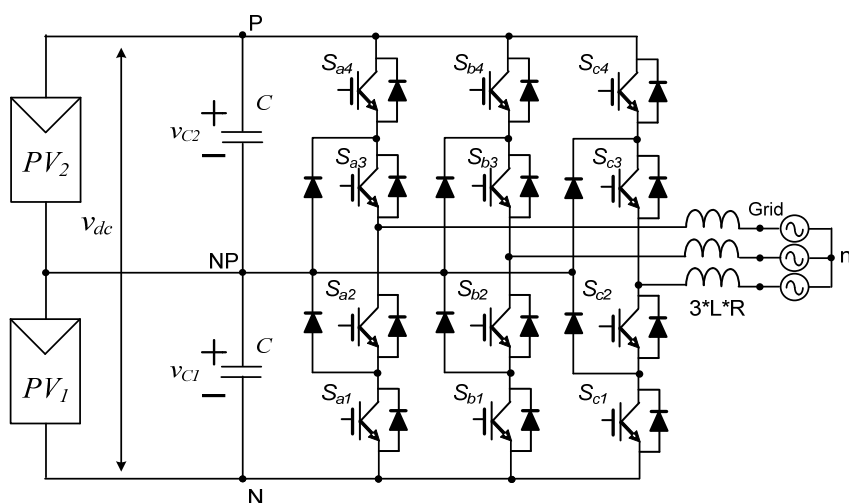 P
S_a4
S_b4
S_c4
C
v_C2
+
−
PV_2
S_a3
S_b3
S_c3
v_dc
Grid
NP
n
S_a2
S_b2
S_c2
3*L*R
C
v_C1
+
−
PV_1
S_a1
S_b1
S_c1
N